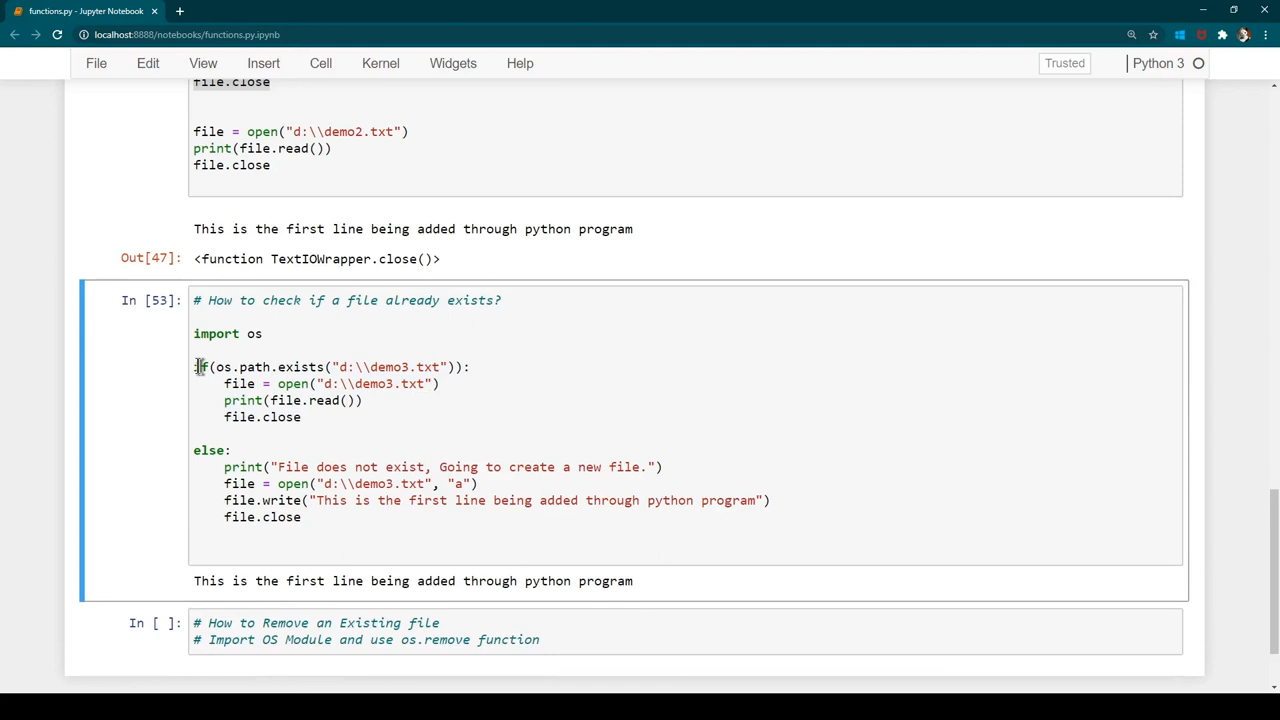 functions.py - Jupyter Notebook
localhost:8888/notebooks/functions.py.ipynb
File Edit View Insert Cell Kernel Widgets Help Trusted Python 3
file.close
file = open("d:\\demo2.txt")
print(file.read())
file.close
This is the first line being added through python program
Out[47]: <function TextIOWrapper.close()>
In [53]: # How to check if a file already exists?
import os
if(os.path.exists("d:\\demo3.txt")):
file = open("d:\\demo3.txt")
print(file.read())
file.close
else:
print("File does not exist, Going to create a new file.")
file = open("d:\\demo3.txt", "a")
file.write("This is the first line being added through python program")
file.close
This is the first line being added through python program
In [ ]: # How to Remove an Existing file
# Import OS Module and use os.remove function